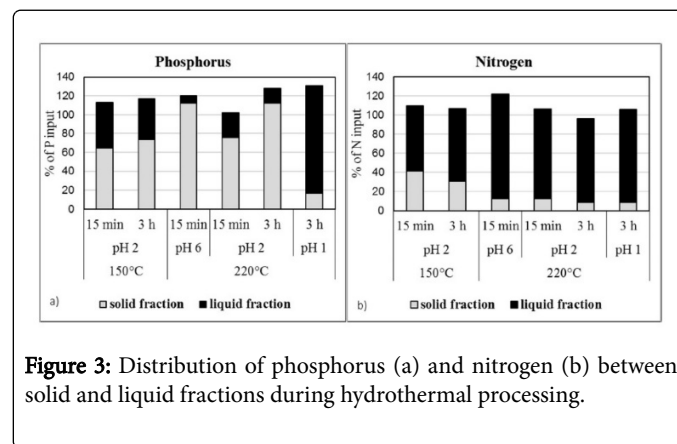 Phosphorus
% of P input
140
120
100
80
60
40
20
0
15 min 3 h 15 min 15 min 3 h 3 h
pH 2 pH 6 pH 2 pH 1
150°C 220°C
a) solid fraction liquid fraction
Nitrogen
% of N input
140
120
100
80
60
40
20
0
15 min 3 h 15 min 15 min 3 h 3 h
pH 2 pH 6 pH 2 pH 1
150°C 220°C
b) solid fraction liquid fraction
Figure 3: Distribution of phosphorus (a) and nitrogen (b) between
solid and liquid fractions during hydrothermal processing.